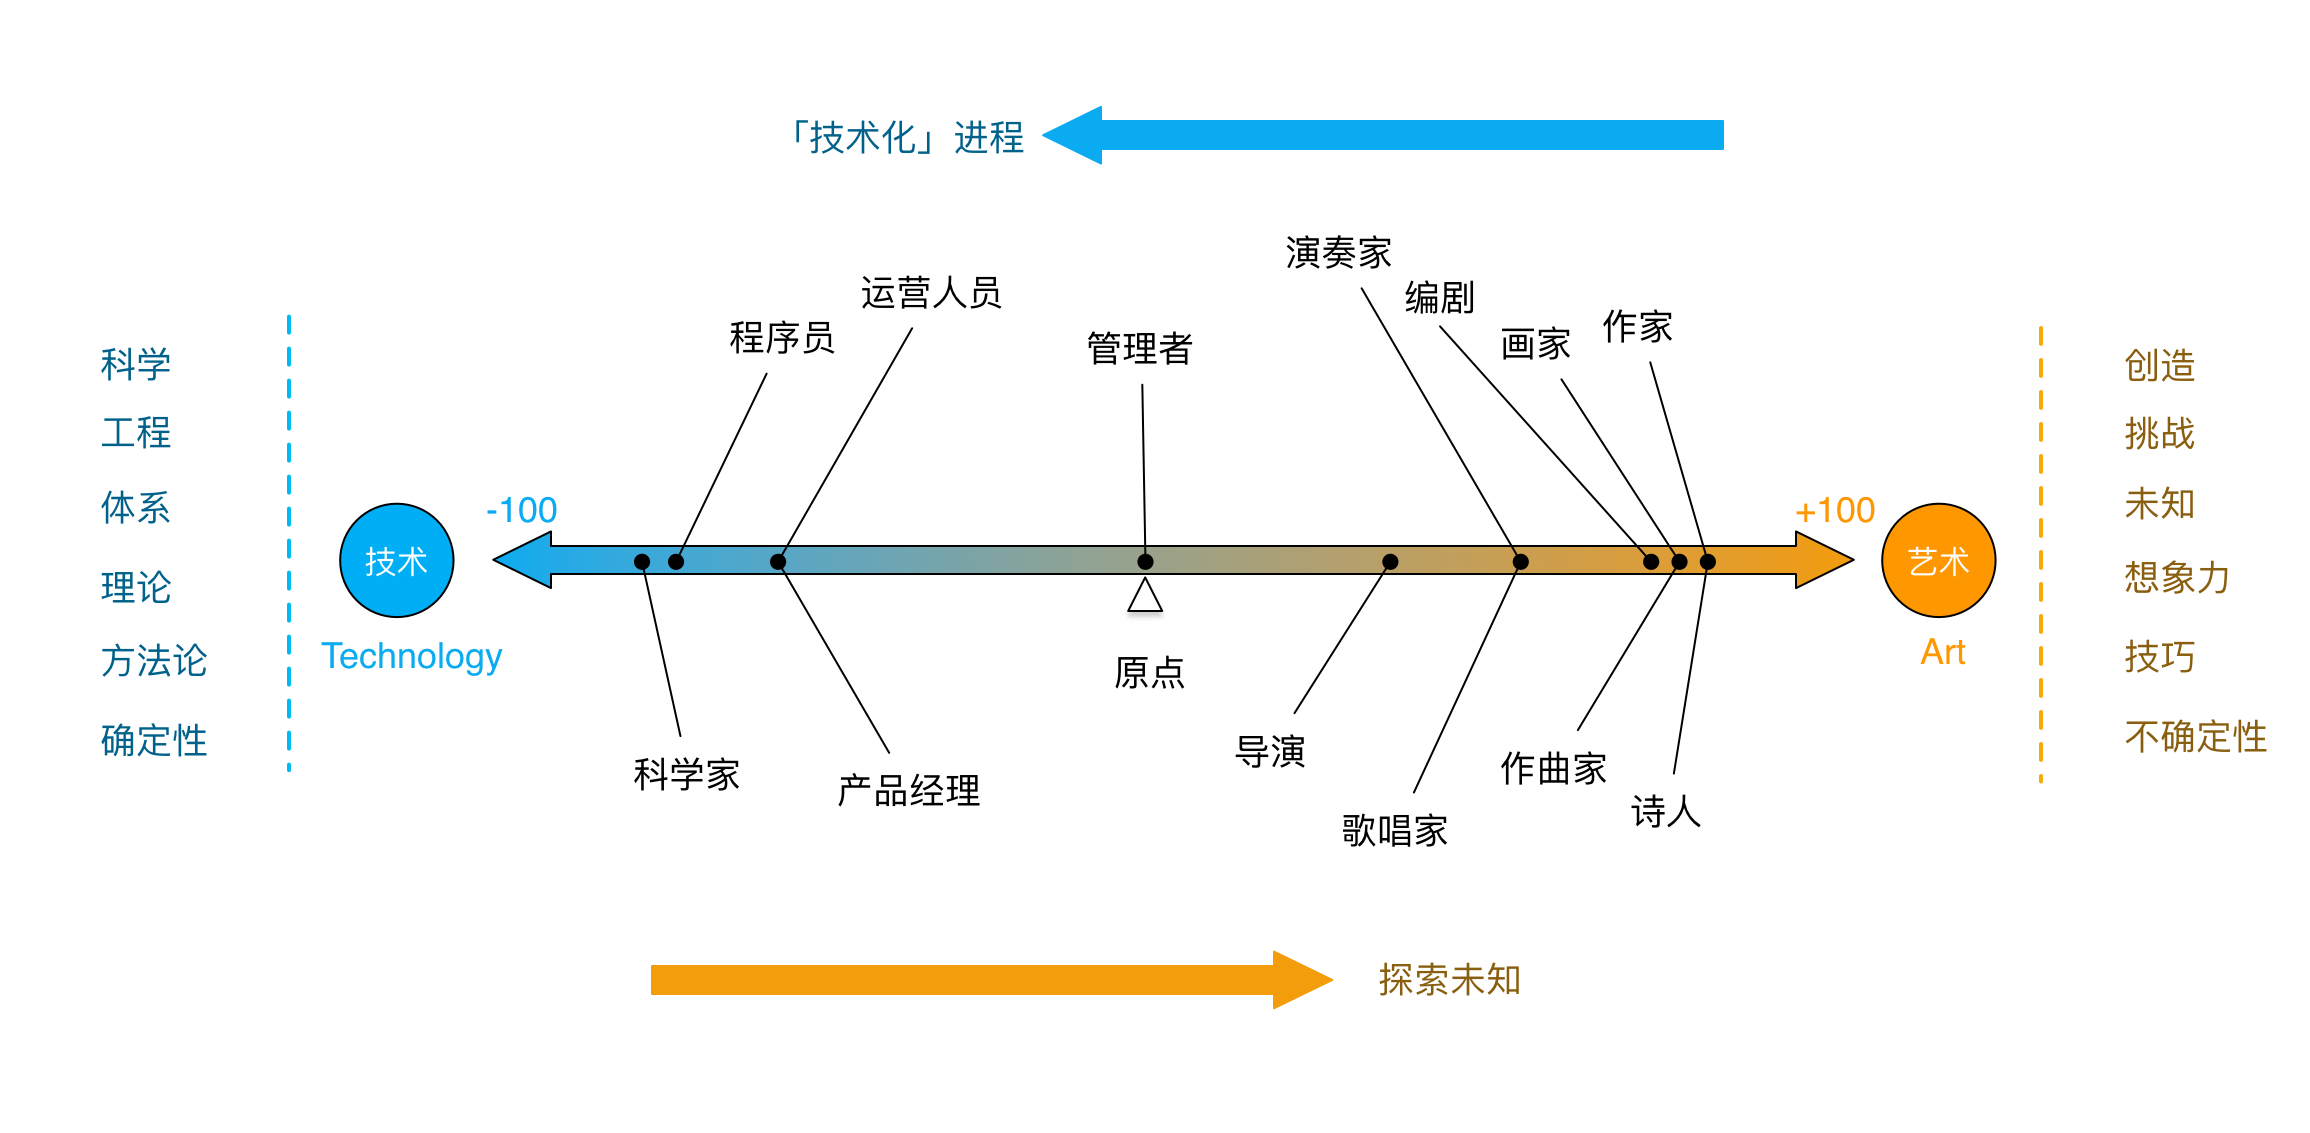 「技术化」进程
演奏家
运营人员
编剧
程序员
管理者
画家
作家
科学
工程
体系
理论
方法论
确定性
-100
+100
技术
Technology
艺术
Art
原点
科学家
产品经理
导演
歌唱家
作曲家
诗人
创造
挑战
未知
想象力
技巧
不确定性
探索未知